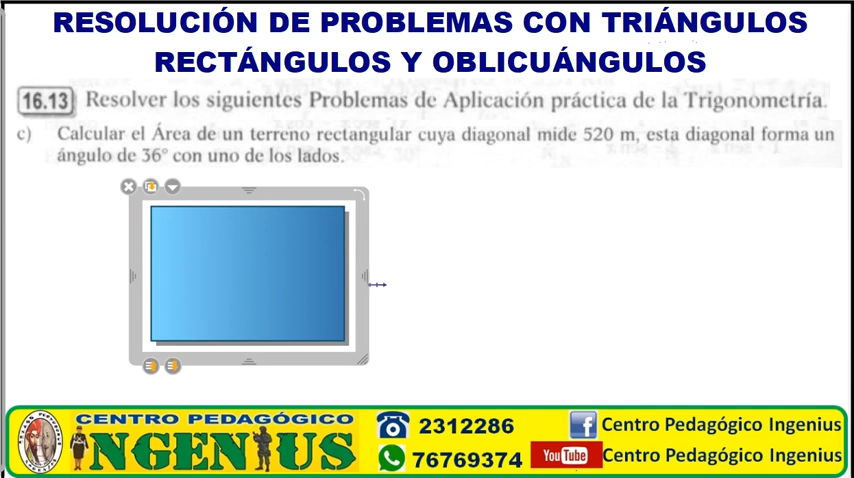 RESOLUCIÓN DE PROBLEMAS CON TRIÁNGULOS
RECTÁNGULOS Y OBLICUÁNGULOS
16.13 Resolver los siguientes Problemas de Aplicación práctica de la Trigonometría.
c) Calcular el Área de un terreno rectangular cuya diagonal mide 520 m, esta diagonal forma un
ángulo de 36° con uno de los lados.
CENTRO PEDAGÓGICO
INGENIUS
2312286
76769374
Centro Pedagógico Ingenius
YouTube Centro Pedagógico Ingenius